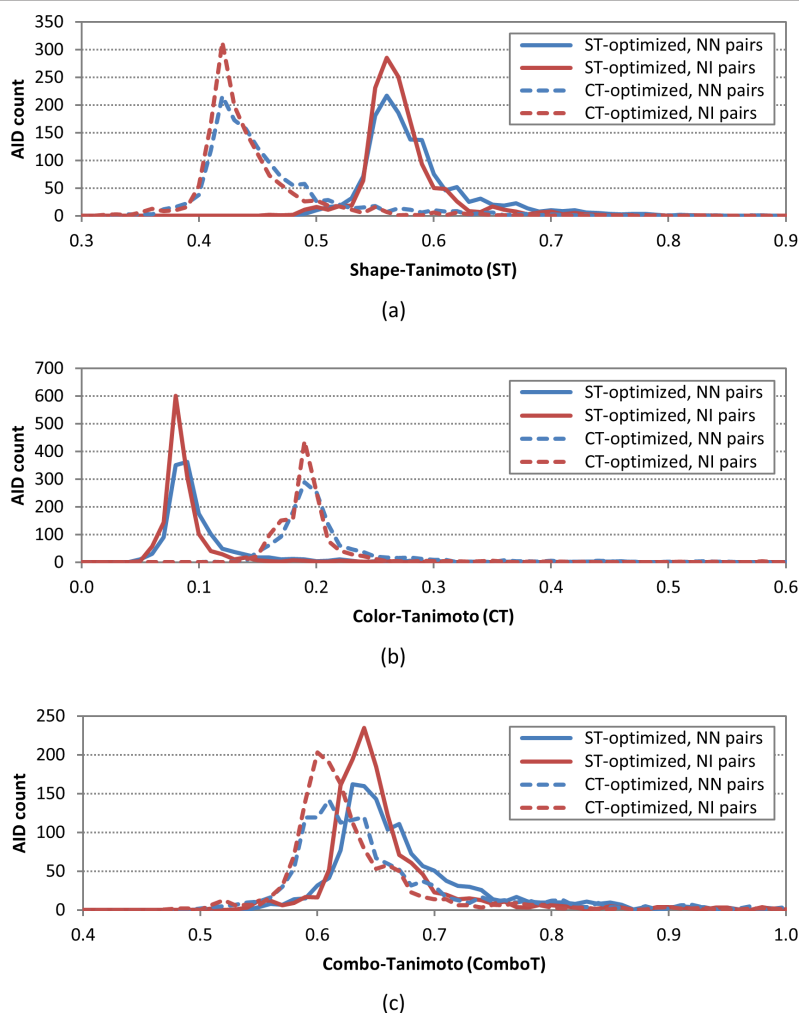 350
300
250
200
150
100
50
0
AID count
ST-optimized, NN pairs
ST-optimized, NI pairs
CT-optimized, NN pairs
CT-optimized, NI pairs
0.3 0.4 0.5 0.6 0.7 0.8 0.9
Shape-Tanimoto (ST)
(a)
700
600
500
400
300
200
100
0
AID count
ST-optimized, NN pairs
ST-optimized, NI pairs
CT-optimized, NN pairs
CT-optimized, NI pairs
0.0 0.1 0.2 0.3 0.4 0.5 0.6
Color-Tanimoto (CT)
(b)
250
200
150
100
50
0
AID count
ST-optimized, NN pairs
ST-optimized, NI pairs
CT-optimized, NN pairs
CT-optimized, NI pairs
0.4 0.5 0.6 0.7 0.8 0.9 1.0
Combo-Tanimoto (ComboT)
(c)